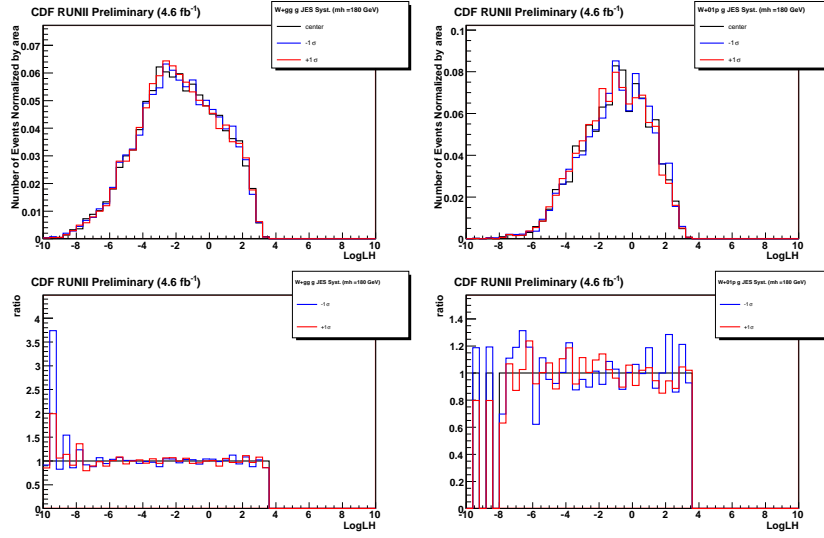 CDF RUNII Preliminary (4.6 fb-1)
W+gg g JES Syst. (mh =180 GeV)
center
-1 σ
+1 σ
Number of Events Normalized by area
0.07
0.06
0.05
0.04
0.03
0.02
0.01
0
-10 -8 -6 -4 -2 0 2 4 6 8 10
LogLH
CDF RUNII Preliminary (4.6 fb-1)
W+01p g JES Syst. (mh =180 GeV)
center
-1 σ
+1 σ
Number of Events Normalized by area
0.1
0.08
0.06
0.04
0.02
0
-10 -8 -6 -4 -2 0 2 4 6 8 10
LogLH
CDF RUNII Preliminary (4.6 fb-1)
W+gg g JES Syst. (mh =180 GeV)
-1 σ
+1 σ
ratio
4
3.5
3
2.5
2
1.5
1
0.5
0
-10 -8 -6 -4 -2 0 2 4 6 8 10
LogLH
CDF RUNII Preliminary (4.6 fb-1)
W+01p g JES Syst. (mh =180 GeV)
-1 σ
+1 σ
ratio
1.4
1.2
1
0.8
0.6
0.4
0.2
0
-10 -8 -6 -4 -2 0 2 4 6 8 10
LogLH